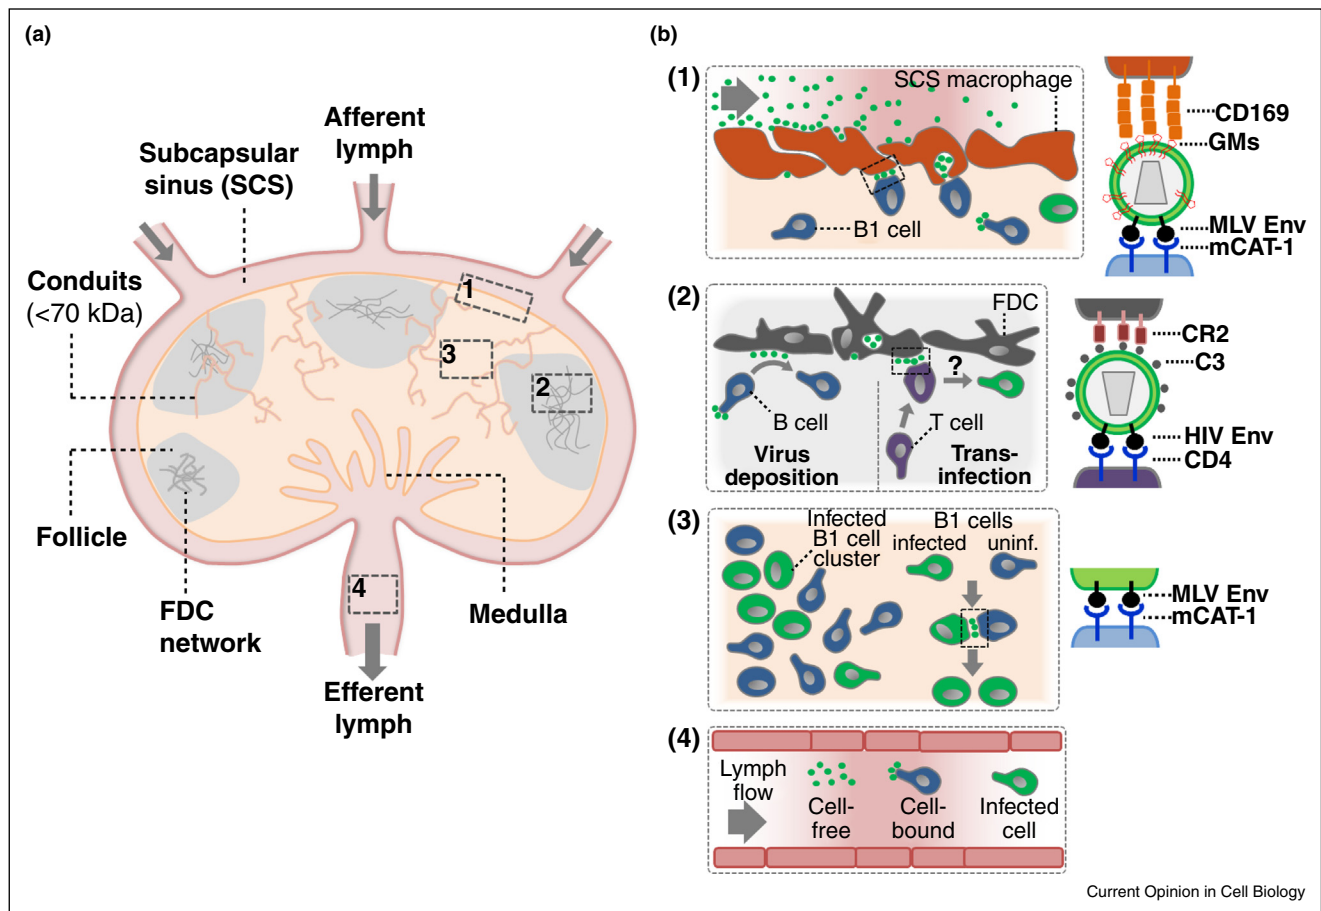 (a)
Afferent
lymph
Subcapsular
sinus (SCS)
Conduits
(<70 kDa)
1
3
2
4
Follicle
FDC
network
Medulla
Efferent
lymph
(b)
(1)
SCS macrophage
B1 cell
CD169
GMs
MLV Env
mCAT-1
(2)
FDC
?
B cell
T cell
Virus
deposition
Trans-
infection
CR2
C3
HIV Env
CD4
(3)
Infected
B1 cell
cluster
B1 cells
infected
uninf.
MLV Env
mCAT-1
(4)
Lymph
flow
Cell-
free
Cell-
bound
Infected
cell
Current Opinion in Cell Biology